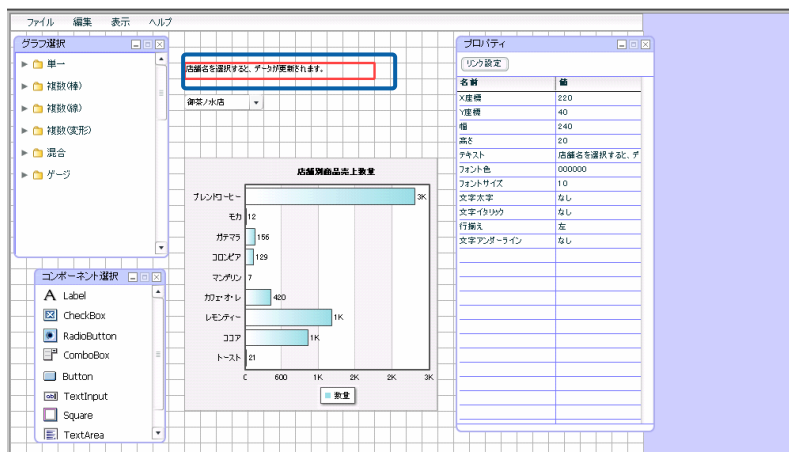 ファイル 編集 表示 ヘルプ
グラフ選択
単一
複数(棒)
複数(線)
複数(変形)
混合
ゲージ
コンポーネント選択
Label
CheckBox
RadioButton
ComboBox
Button
TextInput
Square
TextArea
店舗名を選択すると、データが更新されます。
御茶ノ水店
店舗別商品売上数量
ブレンドコーヒー 3K
モカ 12
ガテマラ 156
コロンビア 129
マンデリン 7
カフェ・オ・レ 420
レモンティー 1K
ココア 1K
トースト 21
0 600 1K 2K 2K 3K
数量
プロパティ
リンク設定
名前 値
X座標 220
Y座標 40
幅 240
高さ 20
テキスト 店舗名を選択すると、デ
フォント色 000000
フォントサイズ 10
文字太字 なし
文字イタリック なし
行揃え 左
文字アンダーライン なし